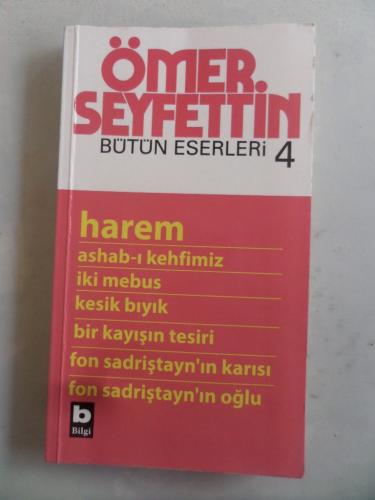 ÖMER
SEYFETTİN
BÜTÜN ESERLERİ 4
harem
ashab-ı kehfimiz
iki mebus
kesik bıyık
bir kayışın tesiri
fon sadriştayn'ın karısı
fon sadriştayn'ın oğlu
b
Bilgi